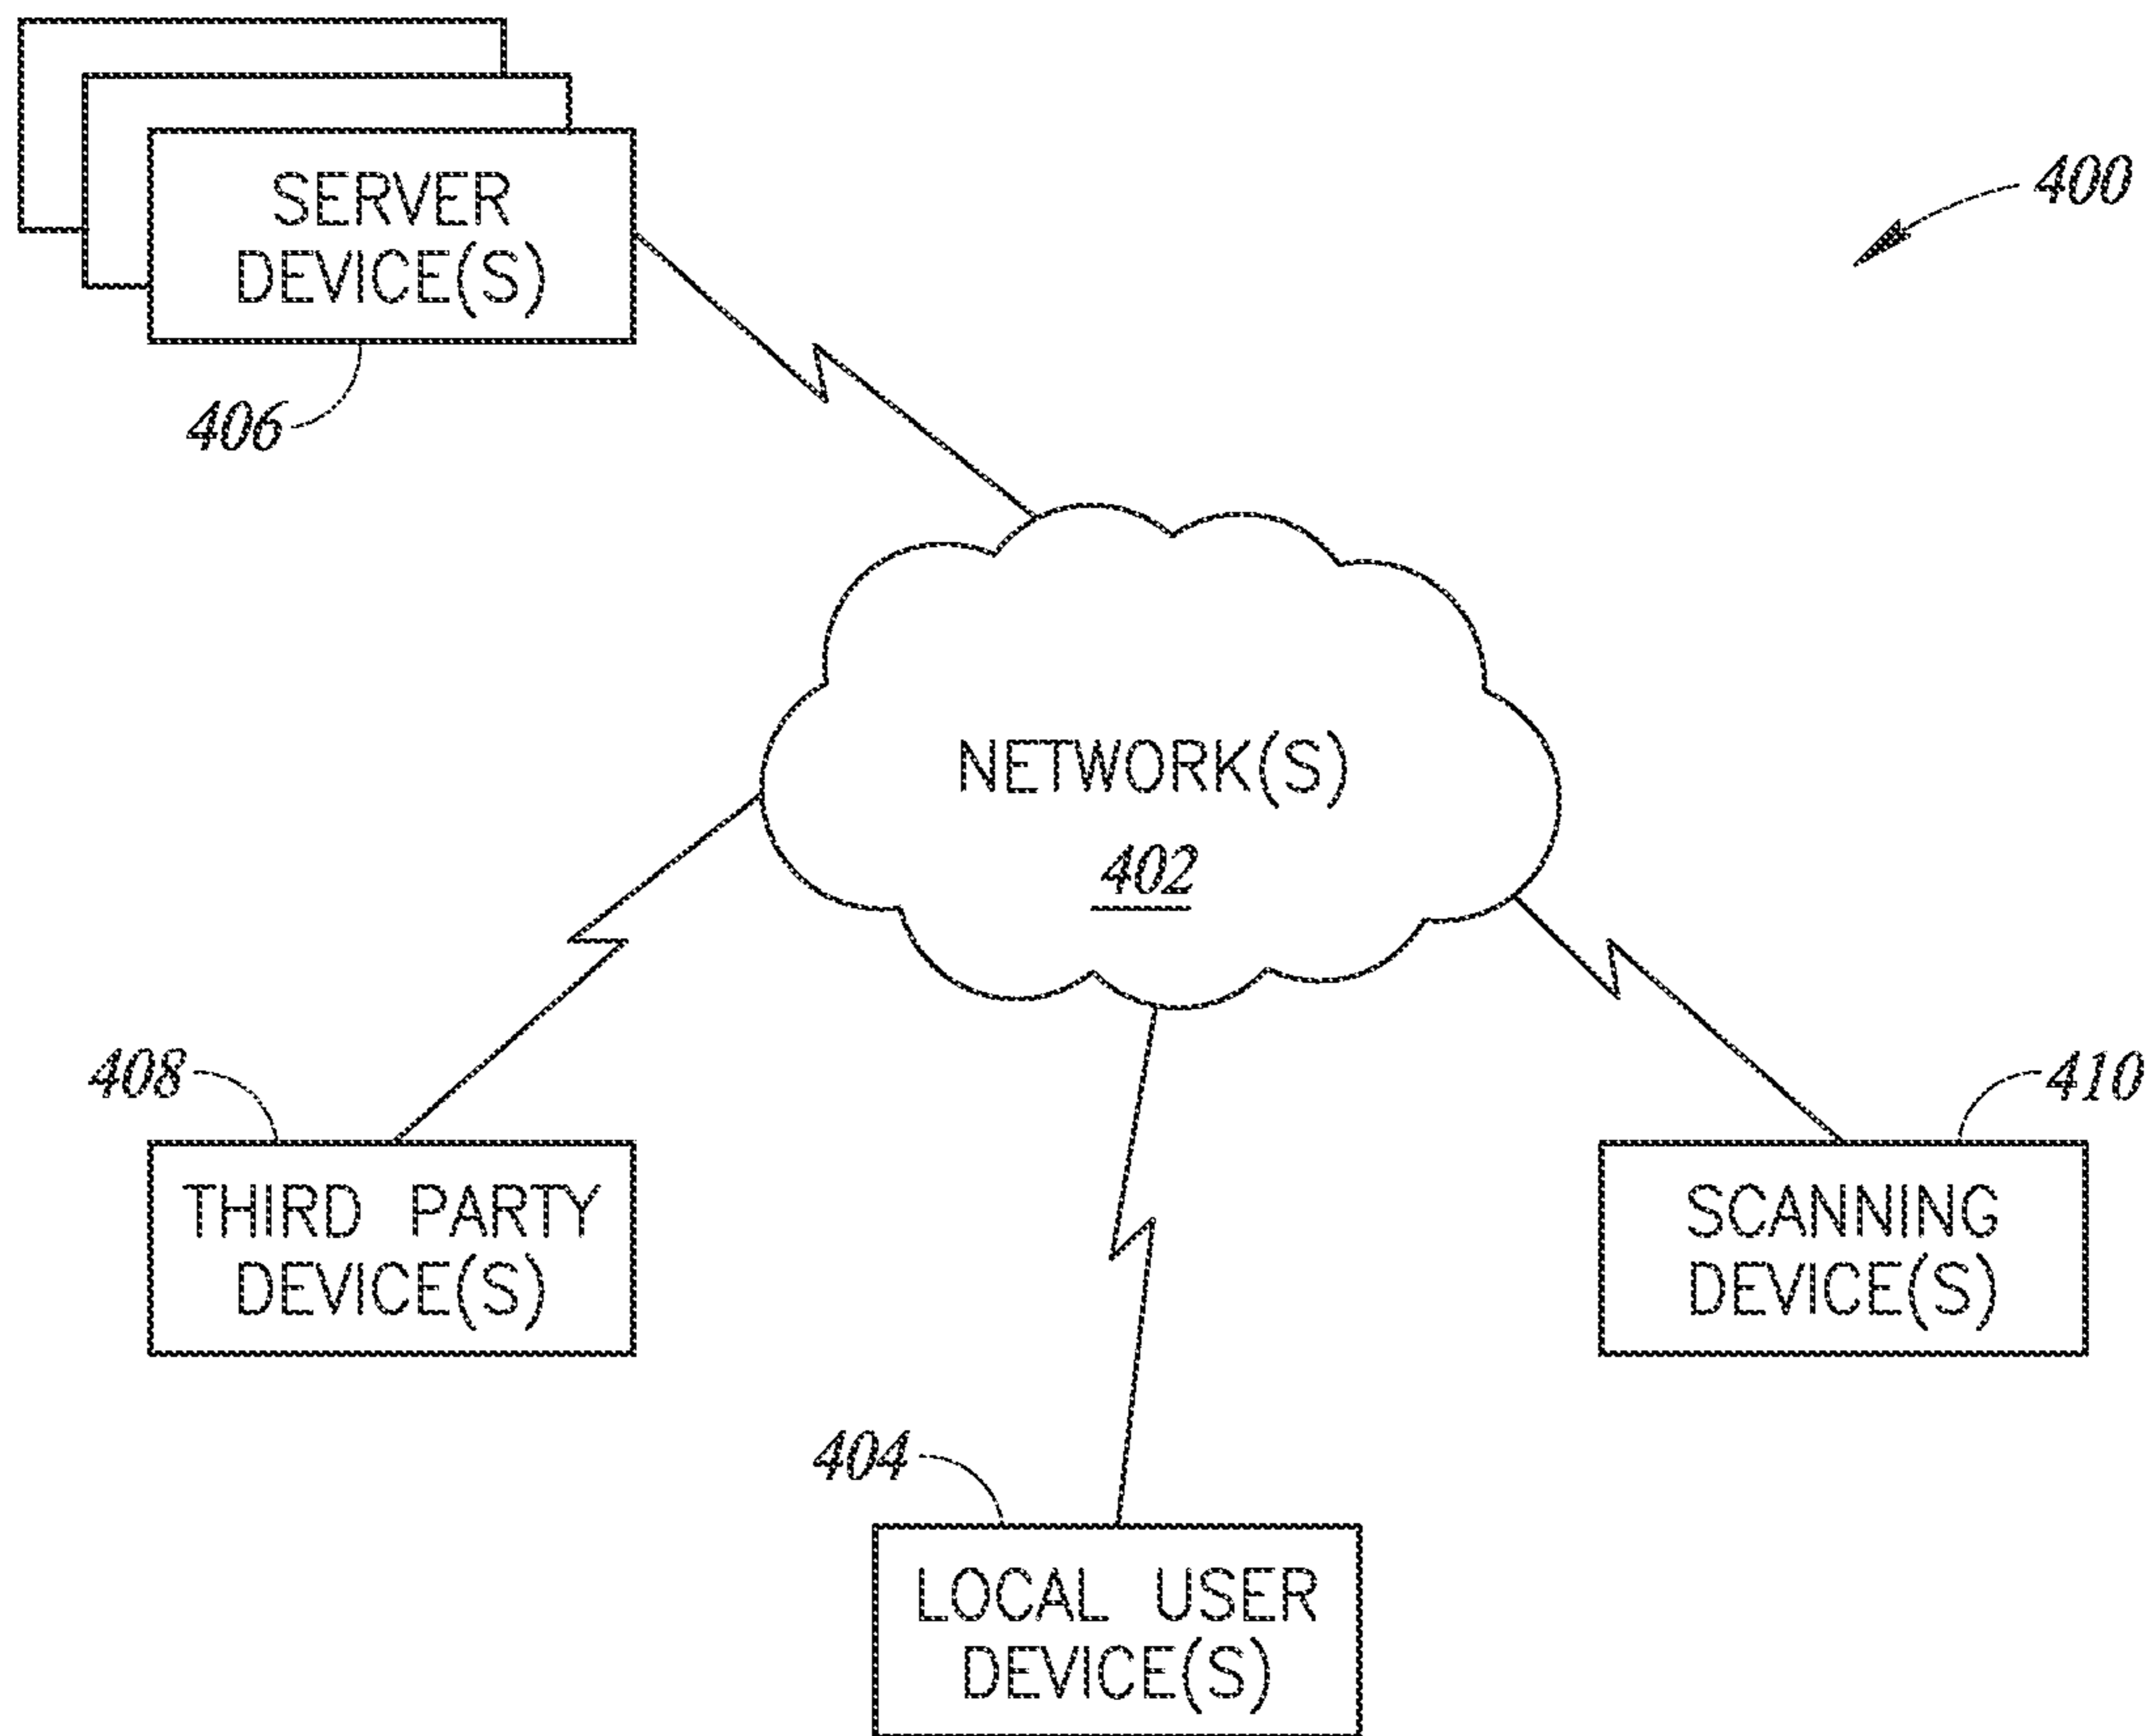 SERVER
DEVICE(S)
400
406
NETWORK(S)
402
408
410
THIRD PARTY
DEVICE(S)
SCANNING
DEVICE(S)
404
LOCAL USER
DEVICE(S)